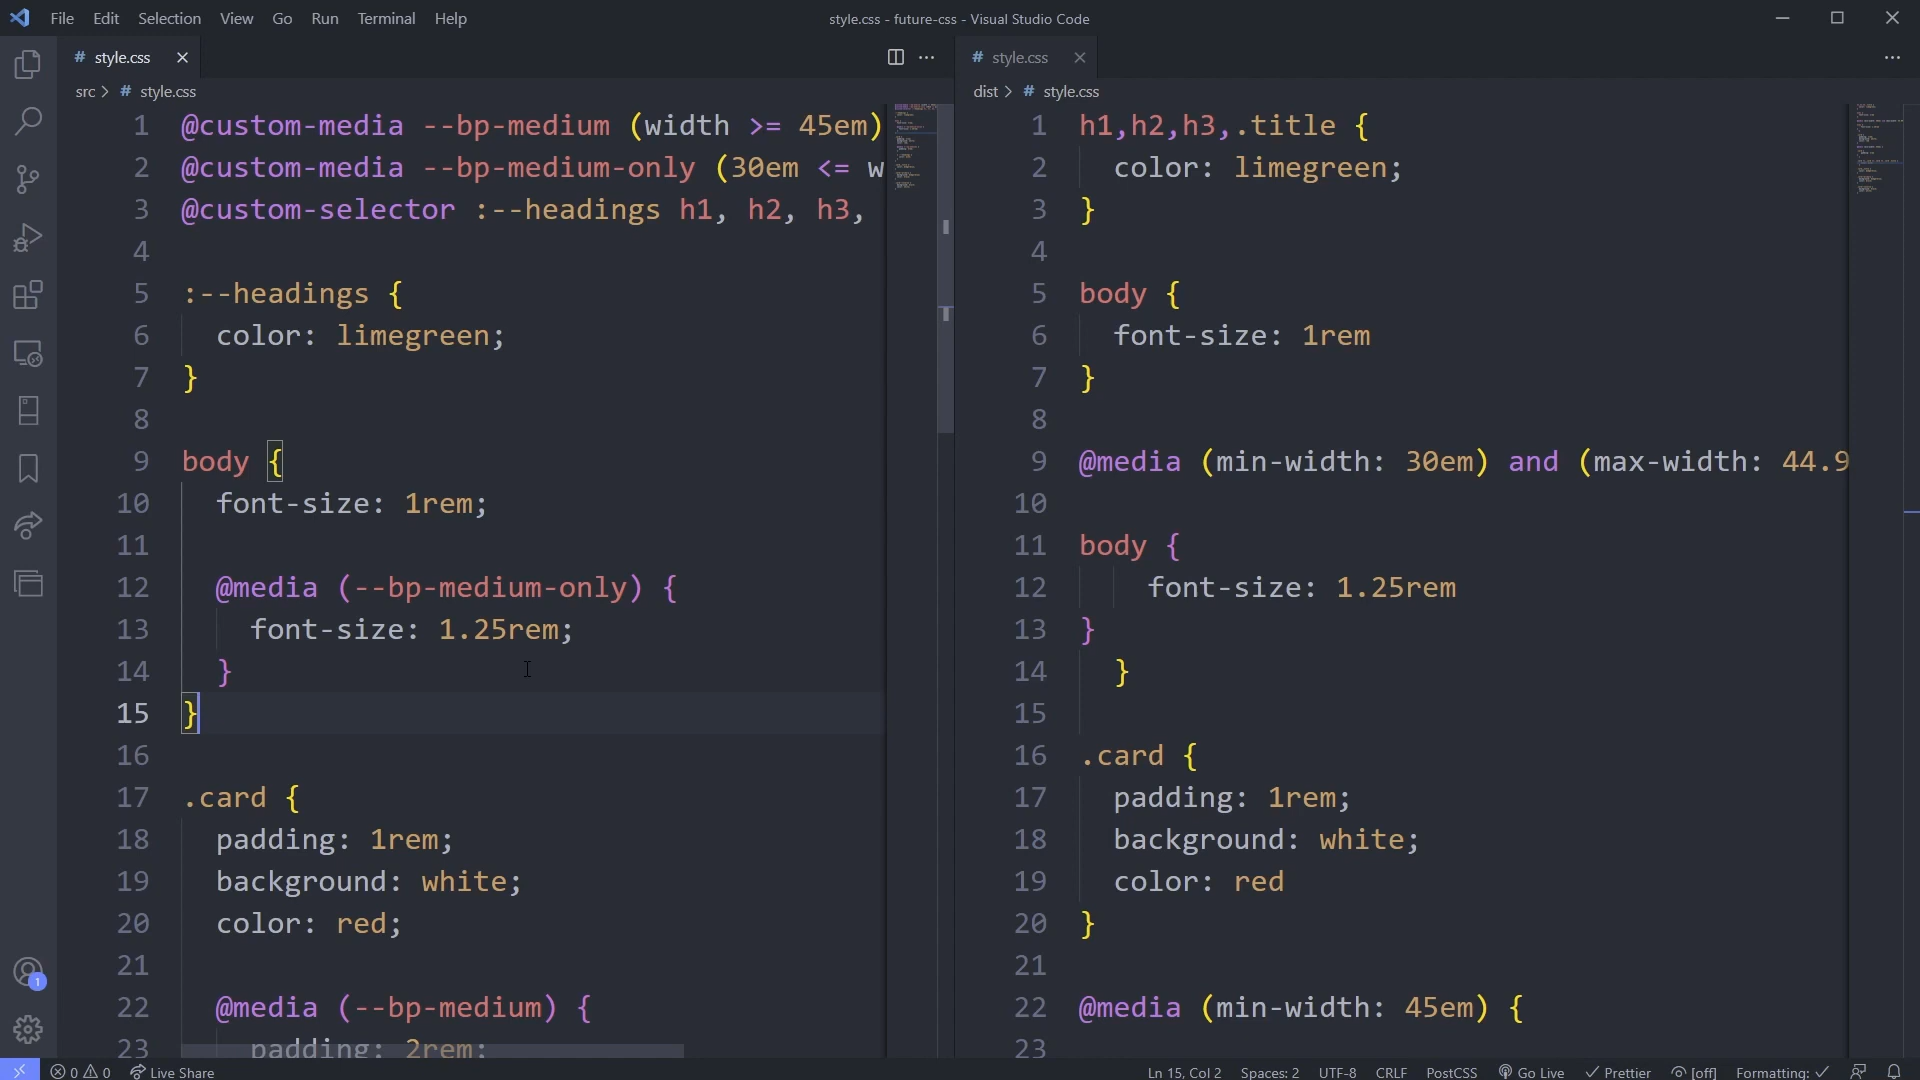 File Edit Selection View Go Run Terminal Help
style.css - future-css - Visual Studio Code
# style.css
# style.css
src > # style.css
dist > # style.css
1 @custom-media --bp-medium (width >= 45em)
2 @custom-media --bp-medium-only (30em <= w
3 @custom-selector :--headings h1, h2, h3,
4
5 :--headings {
6 color: limegreen;
7 }
8
9 body {
10 font-size: 1rem;
11
12 @media (--bp-medium-only) {
13 font-size: 1.25rem;
14 }
15 }
16
17 .card {
18 padding: 1rem;
19 background: white;
20 color: red;
21
22 @media (--bp-medium) {
23 padding: 2rem;
1 h1,h2,h3,.title {
2 color: limegreen;
3 }
4
5 body {
6 font-size: 1rem
7 }
8
9 @media (min-width: 30em) and (max-width: 44.9
10
11 body {
12 font-size: 1.25rem
13 }
14 }
15
16 .card {
17 padding: 1rem;
18 background: white;
19 color: red
20 }
21
22 @media (min-width: 45em) {
23
1
0 0 Live Share Ln 15, Col 2 Spaces: 2 UTF-8 CRLF PostCSS Go Live Prettier [off] Formatting: ✓